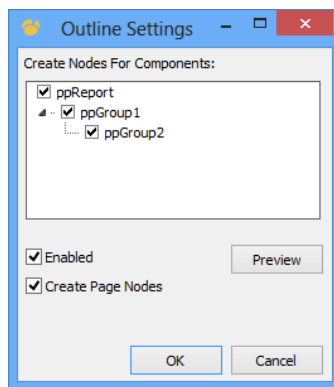 Outline Settings
Create Nodes For Components:
ppReport
ppGroup1
ppGroup2
Enabled
Preview
Create Page Nodes
OK
Cancel